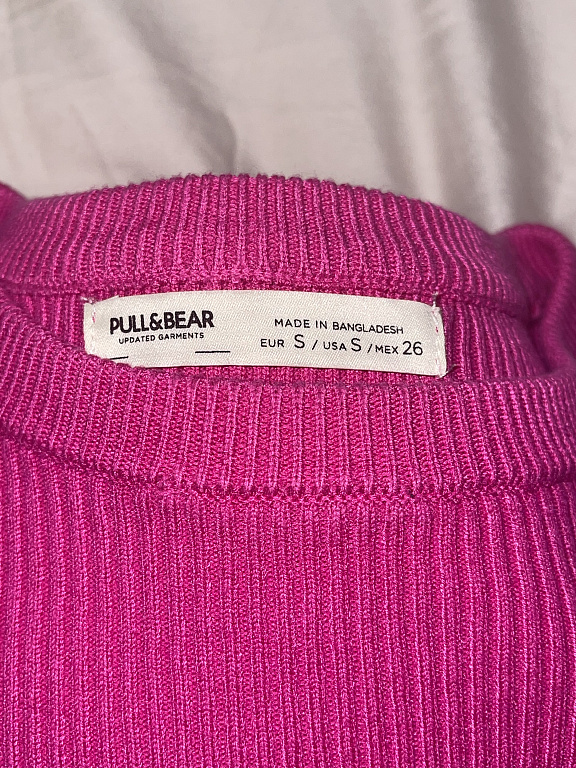 PULL&BEAR
UPDATED GARMENTS
MADE IN BANGLADESH
EUR S / USA S / MEX 26